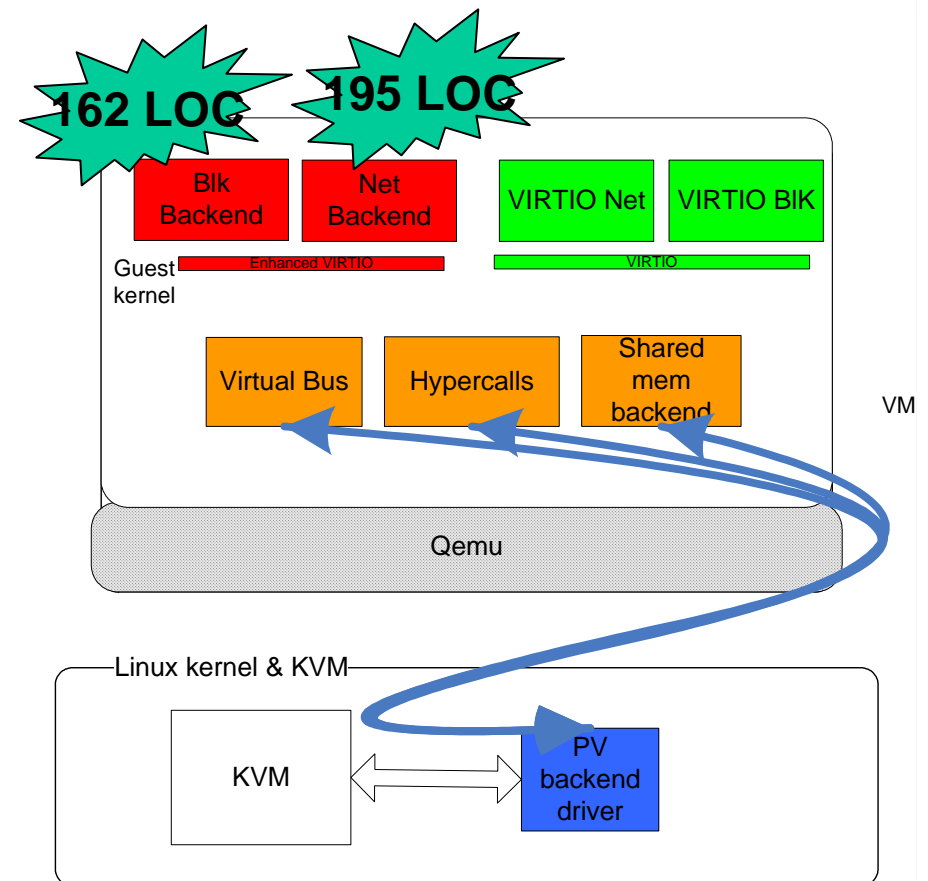 162 LOC
195 LOC
Blk
Backend
Net
Backend
VIRTIO Net
VIRTIO BlK
Guest
kernel
Enhanced VIRTIO
VIRTIO
Virtual Bus
Hypercalls
Shared
mem
backend
VM
Qemu
Linux kernel & KVM
KVM
PV
backend
driver